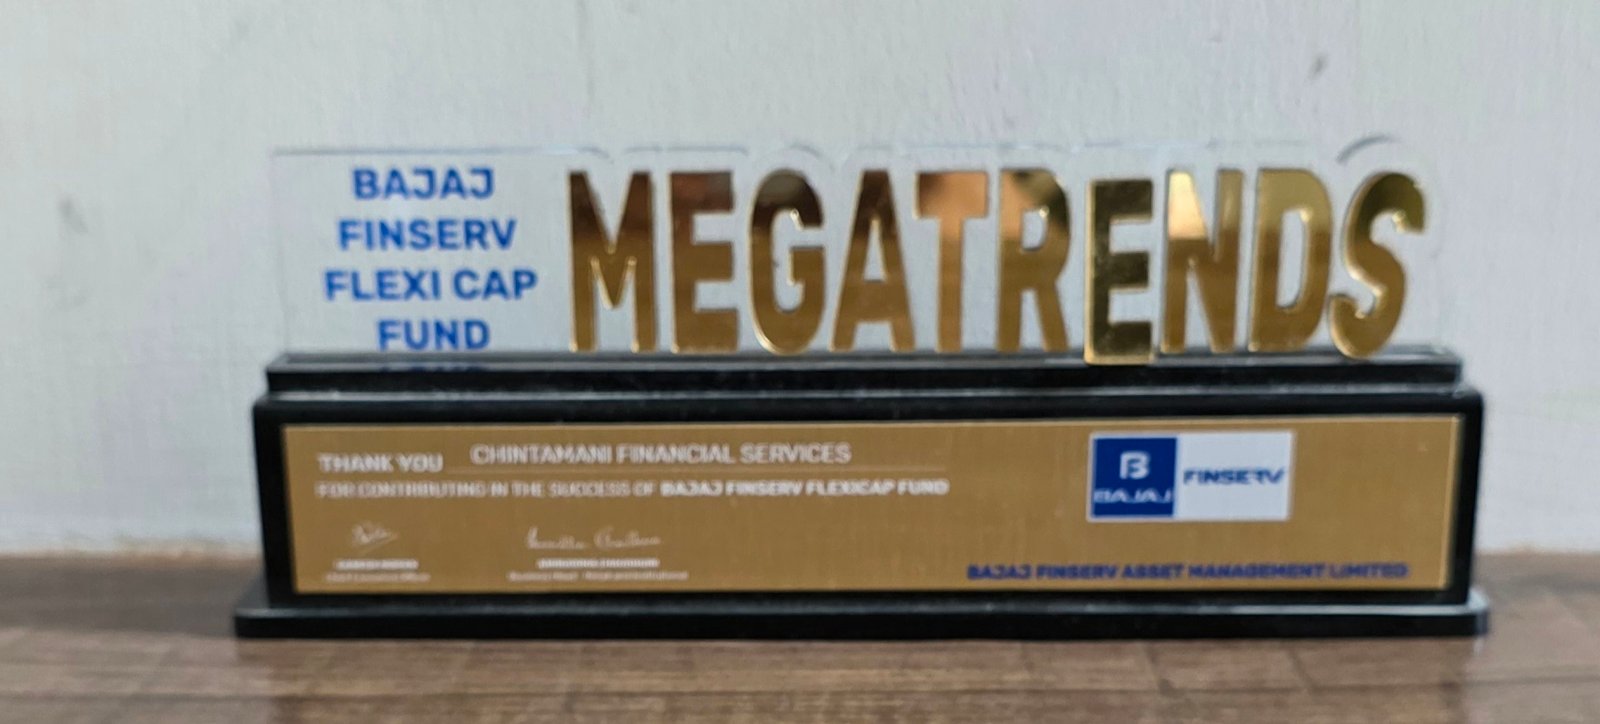 BAJAJ
FINSERV
FLEXI CAP
FUND
MEGATRENDS
THANK YOU CHINTAMANI FINANCIAL SERVICES
FOR CONTRIBUTING IN THE SUCCESS OF BAJAJ FINSERV FLEXICAP FUND
B
BAJAJ
FINSERV
BAJAJ FINSERV ASSET MANAGEMENT LIMITED